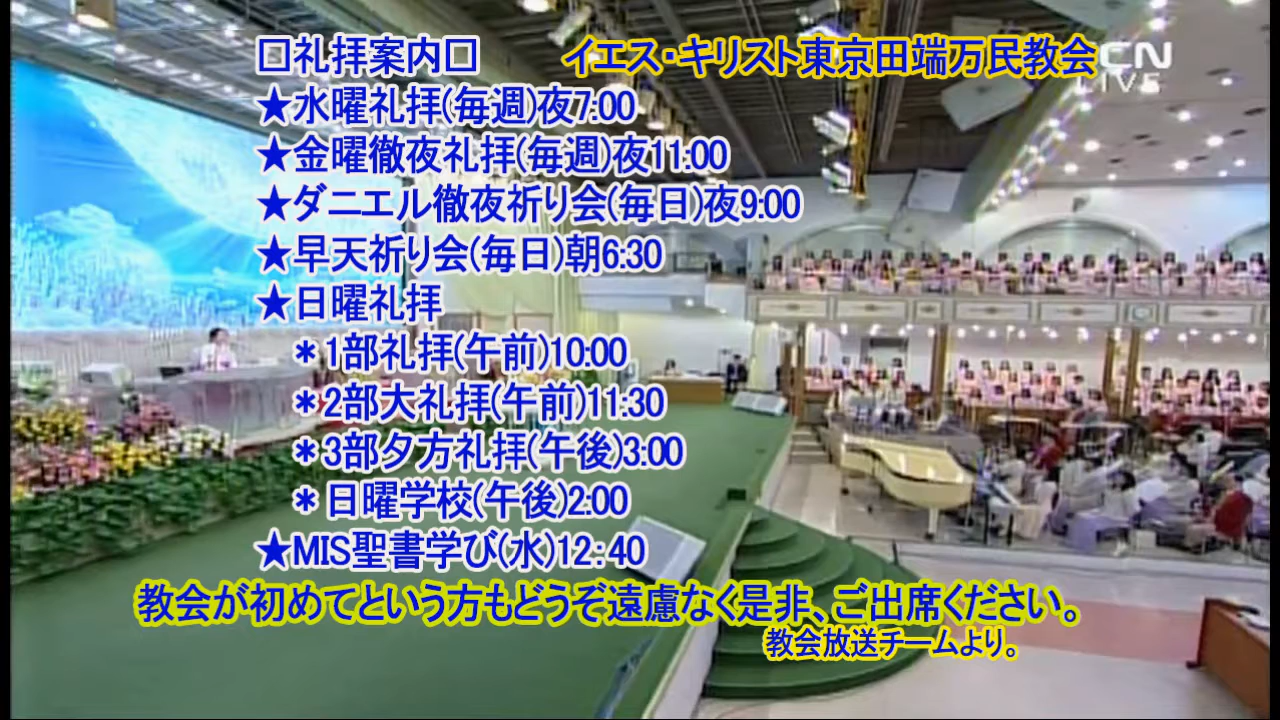 □礼拝案内□ イエス・キリスト東京田端万民教会 CN
LIVE
★水曜礼拝(毎週)夜7:00
★金曜徹夜礼拝(毎週)夜11:00
★ダニエル徹夜祈り会(毎日)夜9:00
★早天祈り会(毎日)朝6:30
★日曜礼拝
＊1部礼拝(午前)10:00
＊2部大礼拝(午前)11:30
＊3部夕方礼拝(午後)3:00
＊日曜学校(午後)2:00
★MIS聖書学び(水)12:40
教会が初めてという方もどうぞ遠慮なく是非、ご出席ください。
教会放送チームより。